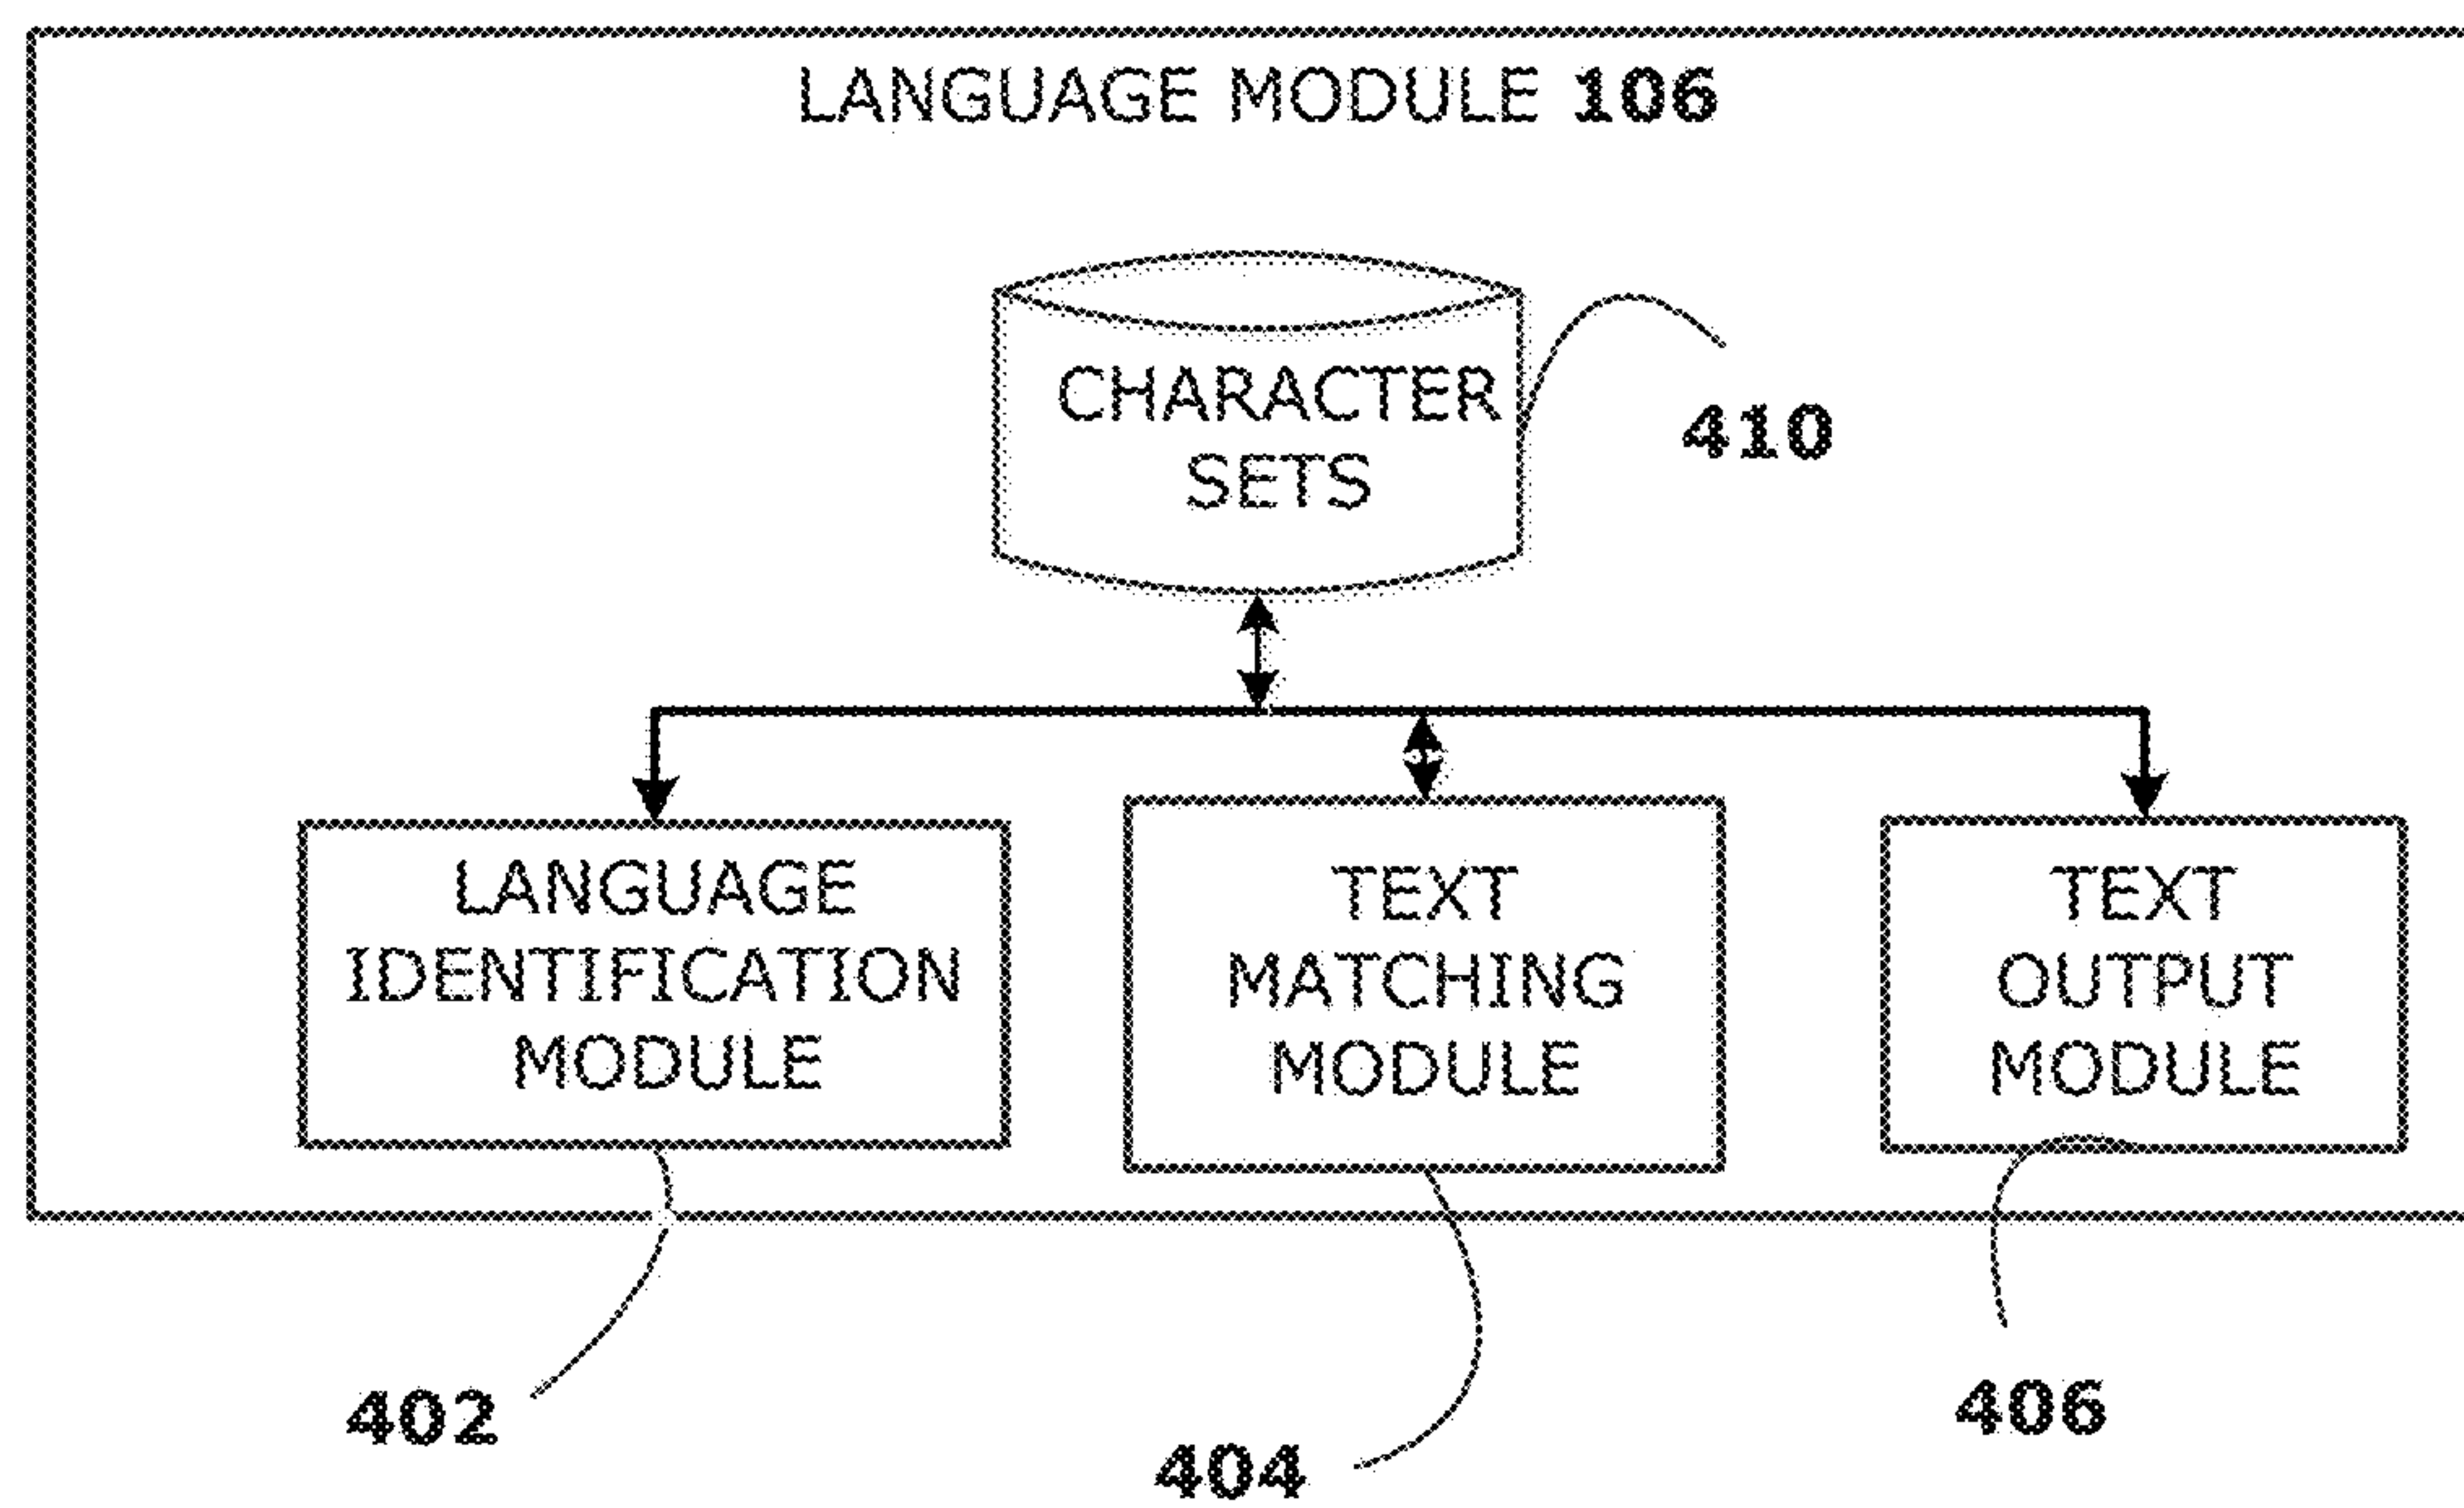 LANGUAGE MODULE 106
CHARACTER
SETS
410
LANGUAGE
IDENTIFICATION
MODULE
TEXT
MATCHING
MODULE
TEXT
OUTPUT
MODULE
402
404
406